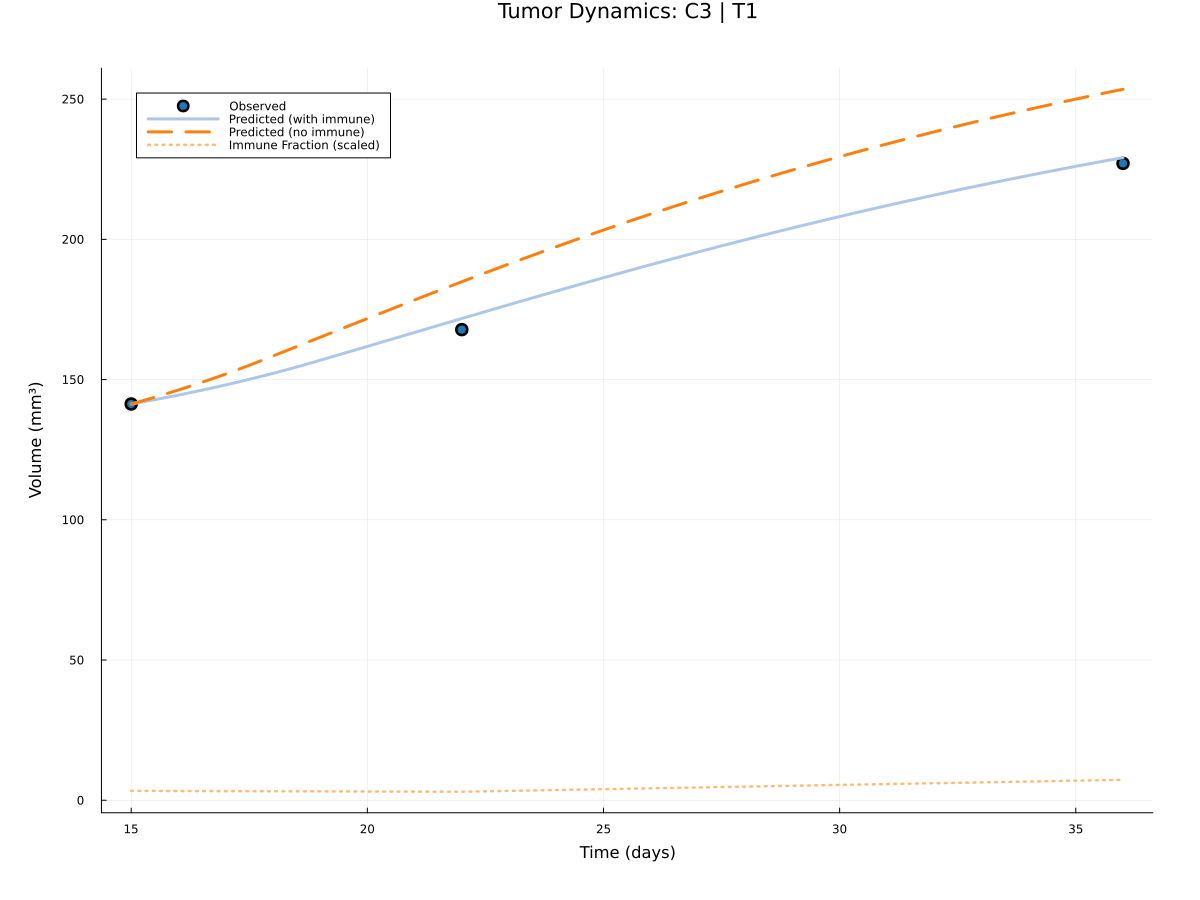 Tumor Dynamics: C3 | T1
Observed
Predicted (with immune)
Predicted (no immune)
Immune Fraction (scaled)
250
200
150
100
50
0
Volume (mm³)
15
20
25
30
35
Time (days)